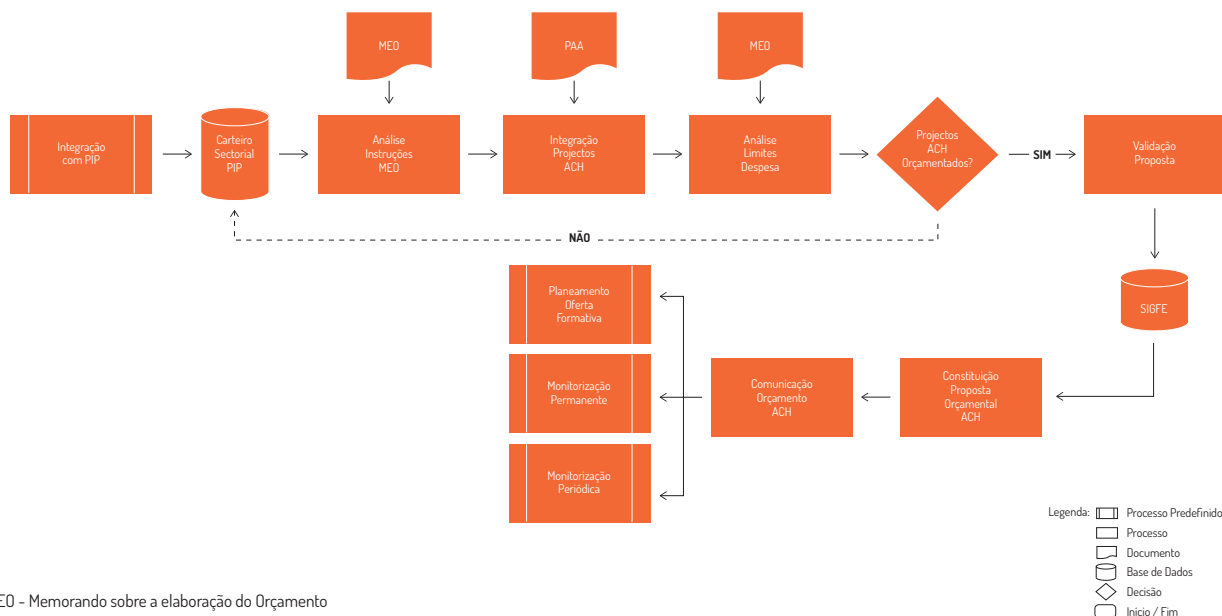 MEO
PAA
MEO
Integração
com PIP
Carteiro
Sectorial
PIP
Análise
Instruções
MEO
Integração
Projectos
ACH
Análise
Limites
Despesa
Projectos
ACH
Orçamentados?
SIM
Validação
Proposta
NÃO
SIGFE
Planeamento
Oferta
Formativa
Monitorização
Permanente
Monitorização
Periódica
Comunicação
Orçamento
ACH
Constituição
Proposta
Orçamental
ACH
Legenda:
Processo Predefinido
Processo
Documento
Base de Dados
Decisão
Início / Fim
EO - Memorando sobre a elaboração do Orçamento